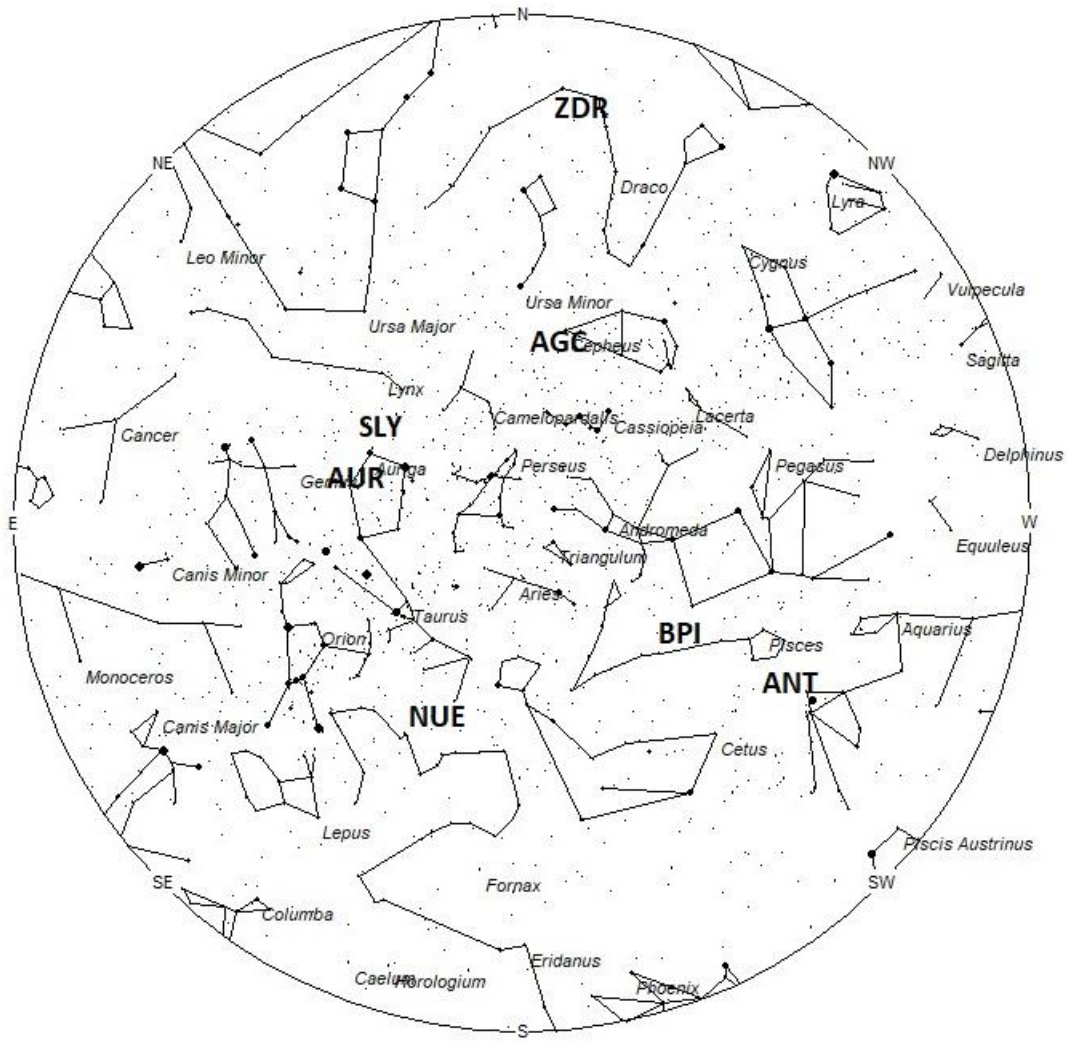 N
ZDR
NE
NW
Draco
Lyra
Leo Minor
Cygnus
Vulpecula
Ursa Minor
Ursa Major
AGC
Cepheus
Sagitta
Lynx
Camelopardalis
Lacerta
Cassiopeia
SLY
Cancer
Delphinus
Auriga
Perseus
Pegasus
AUR
Gemini
E
W
Andromeda
Equuleus
Triangulum
Canis Minor
Aries
Taurus
Aquarius
BPI
Orion
Pisces
Monoceros
ANT
NUE
Canis Major
Cetus
Lepus
Piscis Austrinus
SE
SW
Fornax
Columba
Eridanus
Caelum
Horologium
Phoenix
S